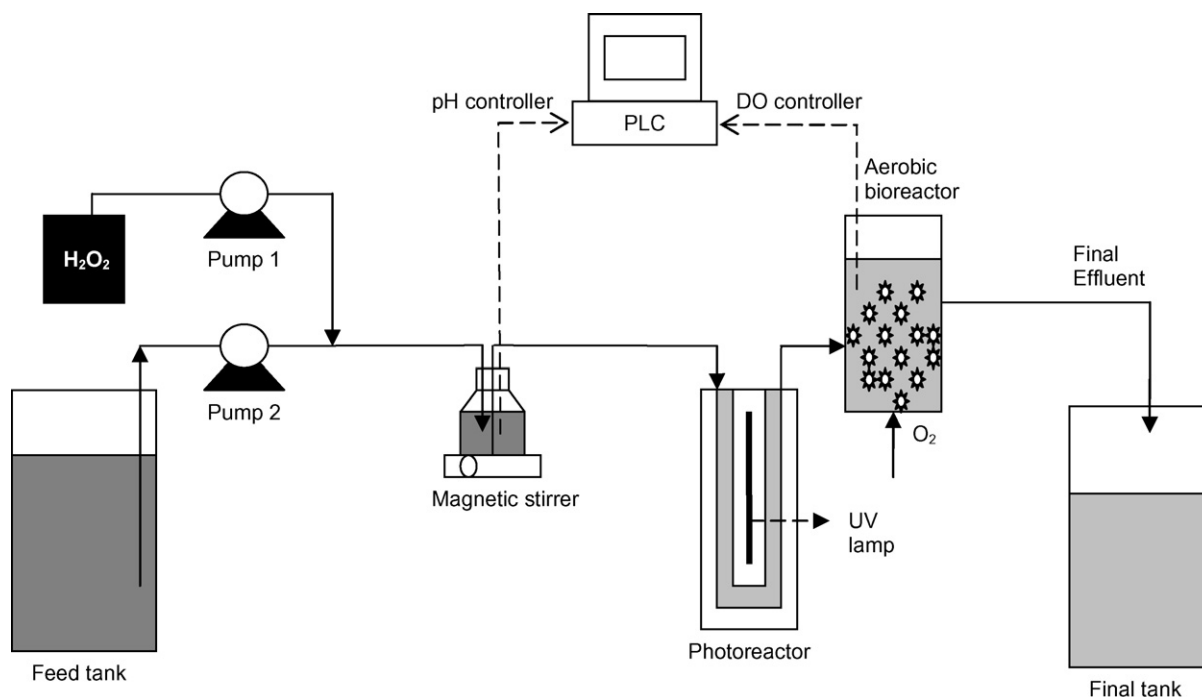 pH controller
PLC
DO controller
Aerobic
bioreactor
H₂O₂
Pump 1
Final
Effluent
Pump 2
O₂
Magnetic stirrer
UV
lamp
Feed tank
Photoreactor
Final tank